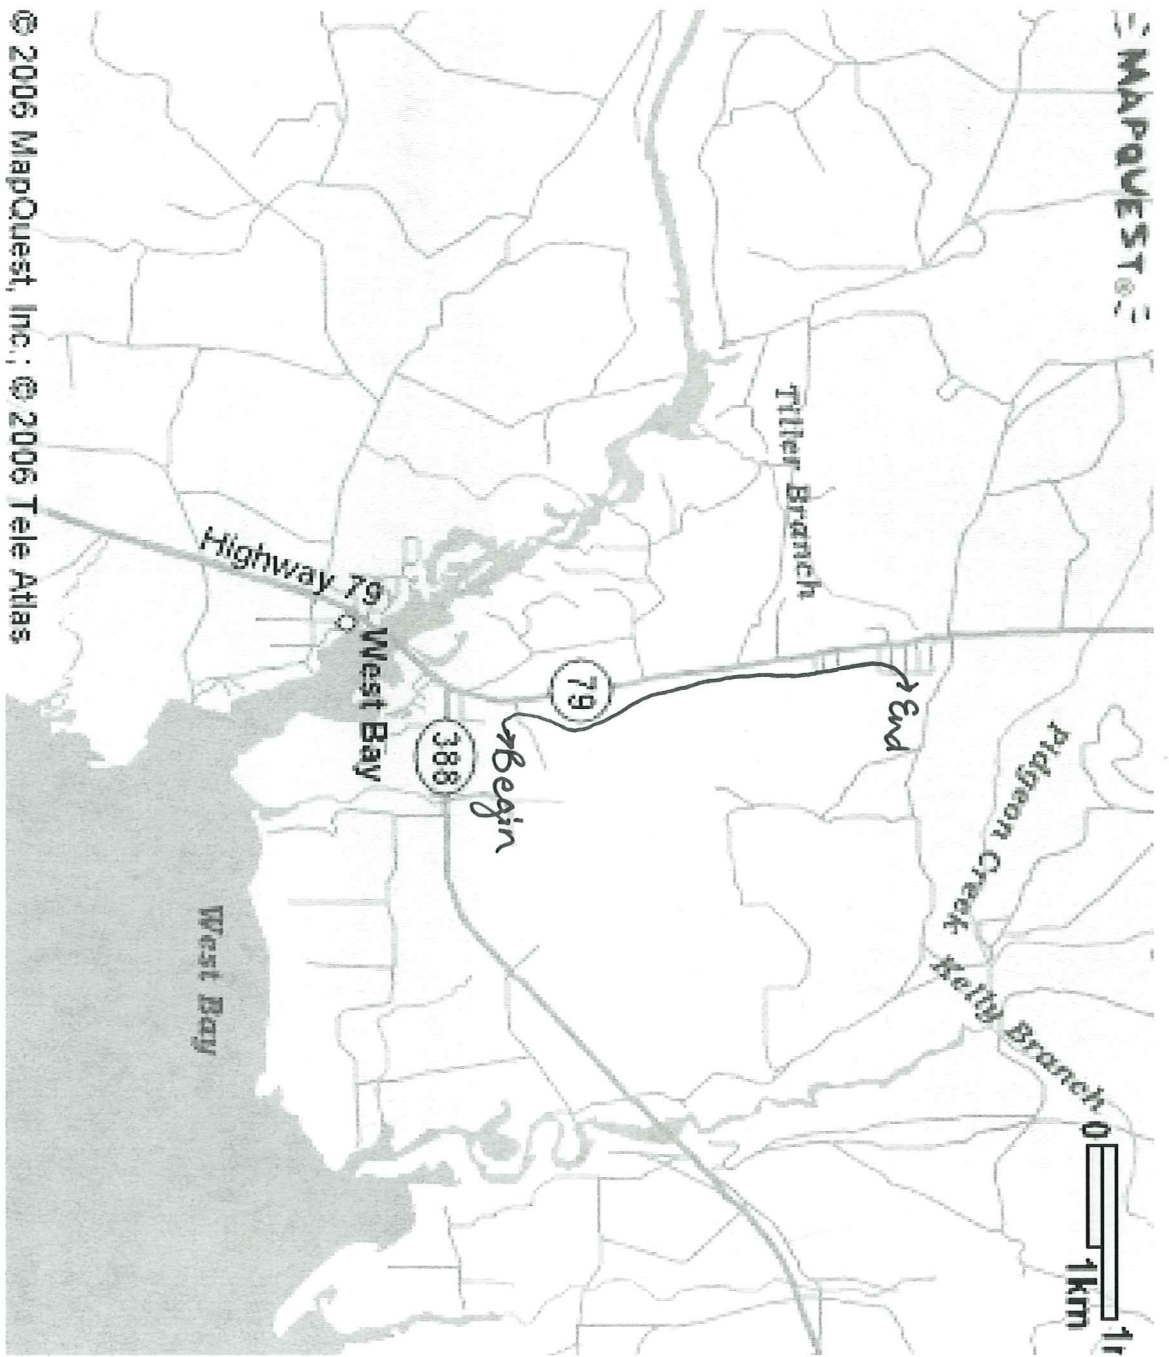 MAPQUEST®
Tiller Branch
Highway 79
West Bay
79
388
Begin
End
Pidgeon Creek
Kelly Branch
West Bay
0
1km
© 2006 MapQuest, Inc.; © 2006 Tele Atlas